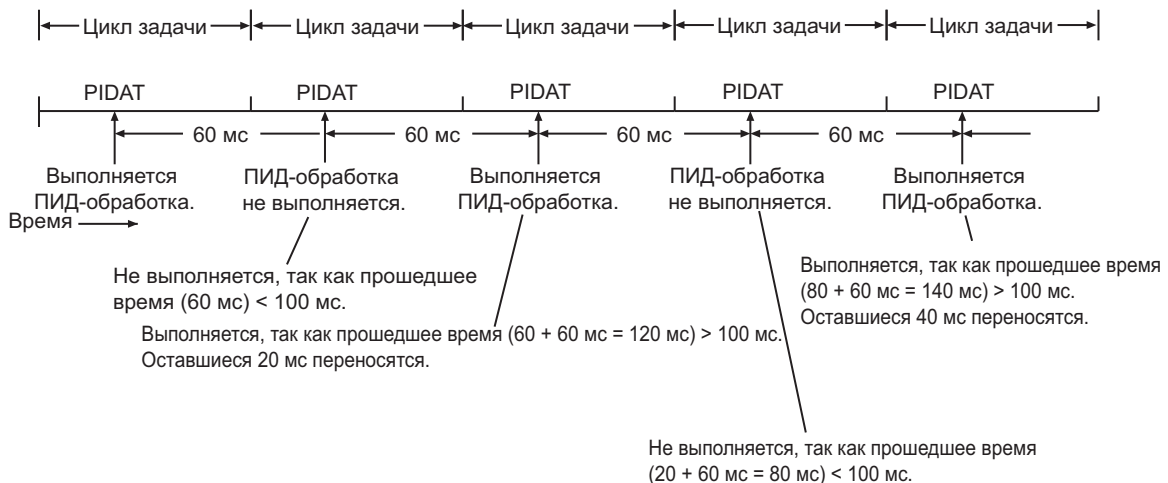 Цикл задачи Цикл задачи Цикл задачи Цикл задачи Цикл задачи
PIDAT PIDAT PIDAT PIDAT PIDAT
60 мс 60 мс 60 мс 60 мс
Выполняется
ПИД-обработка.
ПИД-обработка
не выполняется.
Выполняется
ПИД-обработка.
ПИД-обработка
не выполняется.
Выполняется
ПИД-обработка.
Время
Не выполняется, так как прошедшее
время (60 мс) < 100 мс.
Выполняется, так как прошедшее время (60 + 60 мс = 120 мс) > 100 мс.
Оставшиеся 20 мс переносятся.
Выполняется, так как прошедшее время
(80 + 60 мс = 140 мс) > 100 мс.
Оставшиеся 40 мс переносятся.
Не выполняется, так как прошедшее время
(20 + 60 мс = 80 мс) < 100 мс.